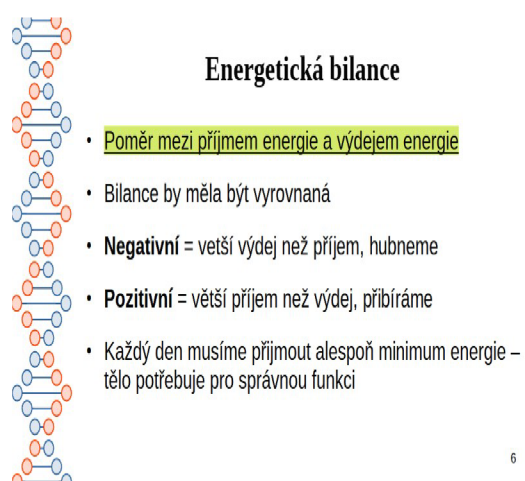 Energetická bilance
• Poměr mezi příjmem energie a výdejem energie
• Bilance by měla být vyrovnaná
• Negativní = vetší výdej než příjem, hubneme
• Pozitivní = větší příjem než výdej, přibíráme
• Každý den musíme přijmout alespoň minimum energie –
tělo potřebuje pro správnou funkci
6